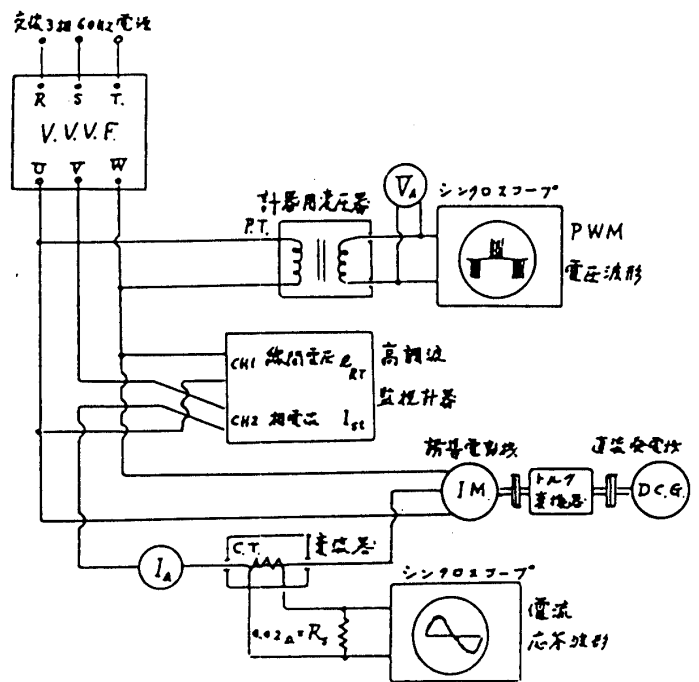 交流3相60Hz電源
R S T.
V.V.V.F.
U V W
計器用変圧器
P.T.
V_A
シンクロスコープ
PWM
電圧波形
CH1 線間電圧 e_RT
CH2 相電流 I_st
高調波
監視計器
誘導電動機
IM.
トルク
変換器
直流発電機
D.C.G.
I_A
C.T.
変流器
0.02Ω=R_s
シンクロスコープ
電流
応答波形